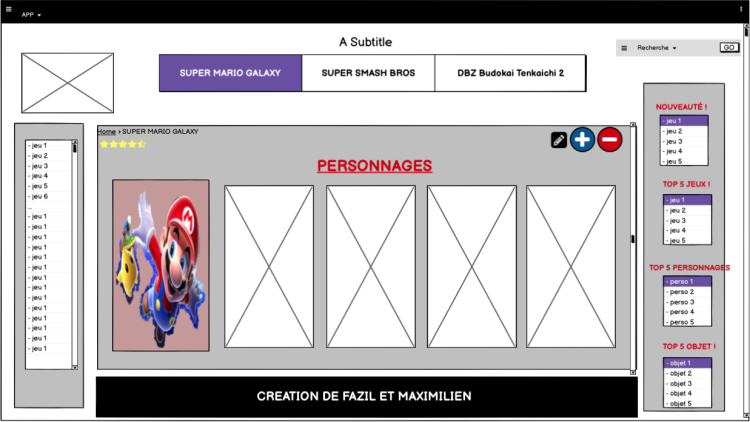 APP
A Subtitle
Recherche
GO
SUPER MARIO GALAXY
SUPER SMASH BROS
DBZ Budokai Tenkaichi 2
- jeu 1
- jeu 2
- jeu 3
- jeu 4
- jeu 5
- jeu 6
...
- jeu 1
- jeu 1
- jeu 1
- jeu 1
- jeu 1
- jeu 1
- jeu 1
- jeu 1
- jeu 1
- jeu 1
- jeu 1
- jeu 1
- jeu 1
- jeu 1
Home > SUPER MARIO GALAXY
PERSONNAGES
M
NOUVEAUTÉ !
- jeu 1
- jeu 2
- jeu 3
- jeu 4
- jeu 5
TOP 5 JEUX !
- jeu 1
- jeu 2
- jeu 3
- jeu 4
- jeu 5
TOP 5 PERSONNAGES
- perso 1
- perso 2
- perso 3
- perso 4
- perso 5
TOP 5 OBJET !
- objet 1
- objet 2
- objet 3
- objet 4
- objet 5
CREATION DE FAZIL ET MAXIMILIEN